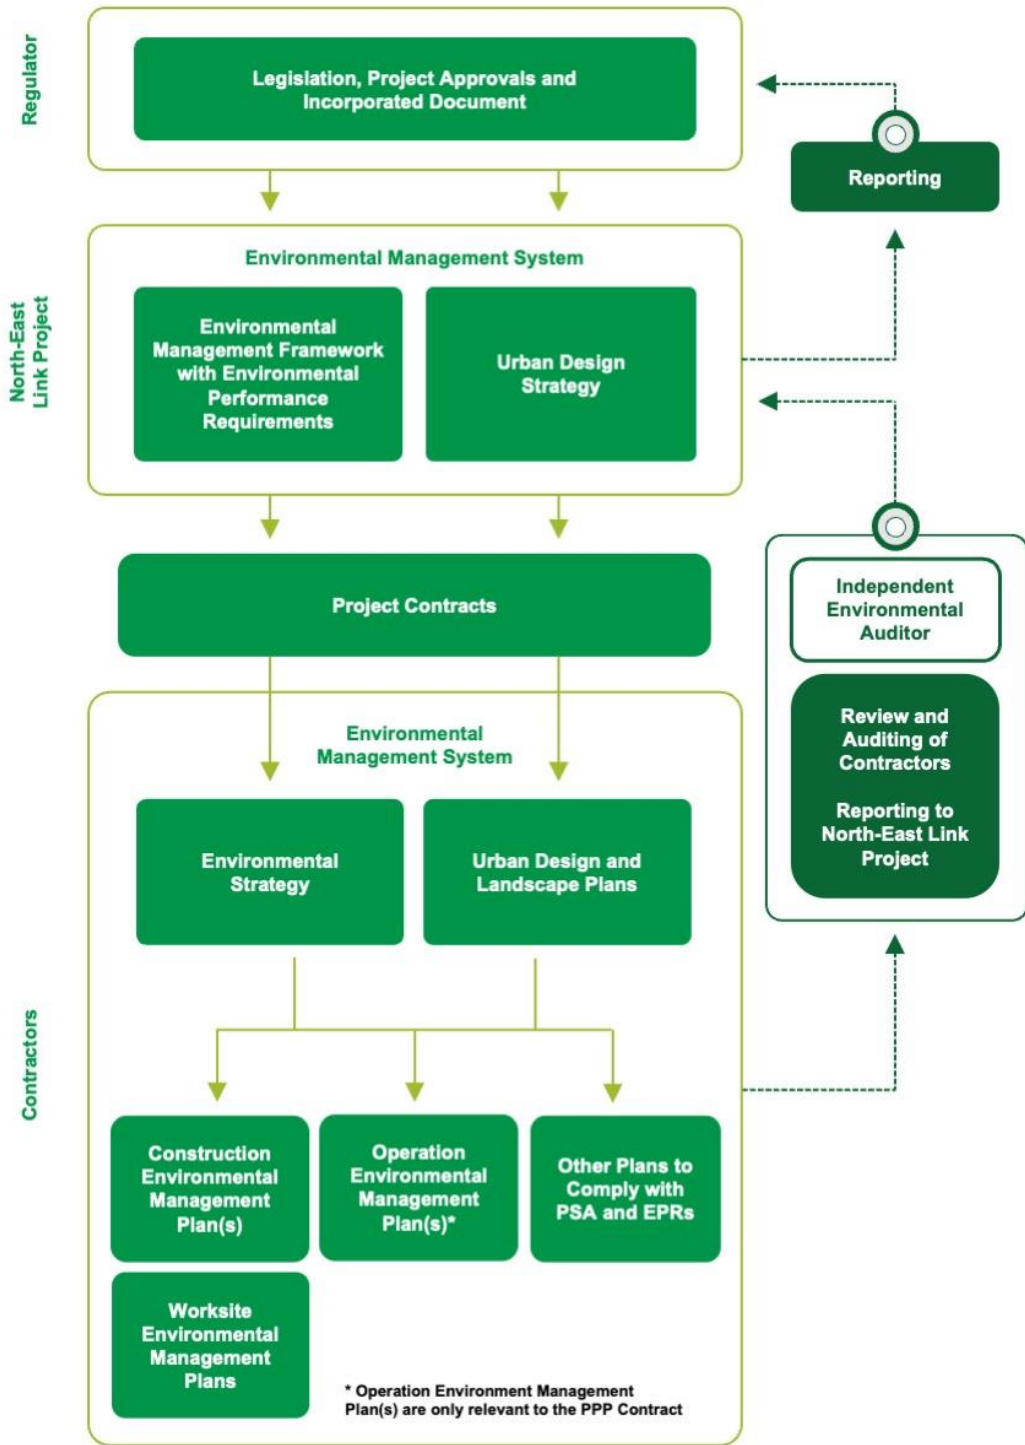 Regulator
Legislation, Project Approvals and
Incorporated Document
Reporting
North-East
Link Project
Environmental Management System
Environmental
Management Framework
with Environmental
Performance
Requirements
Urban Design
Strategy
Project Contracts
Independent
Environmental
Auditor
Review and
Auditing of
Contractors
Reporting to
North-East Link
Project
Contractors
Environmental
Management System
Environmental
Strategy
Urban Design and
Landscape Plans
Construction
Environmental
Management
Plan(s)
Operation
Environmental
Management
Plan(s)*
Other Plans to
Comply with
PSA and EPRs
Worksite
Environmental
Management
Plans
* Operation Environment Management
Plan(s) are only relevant to the PPP Contract